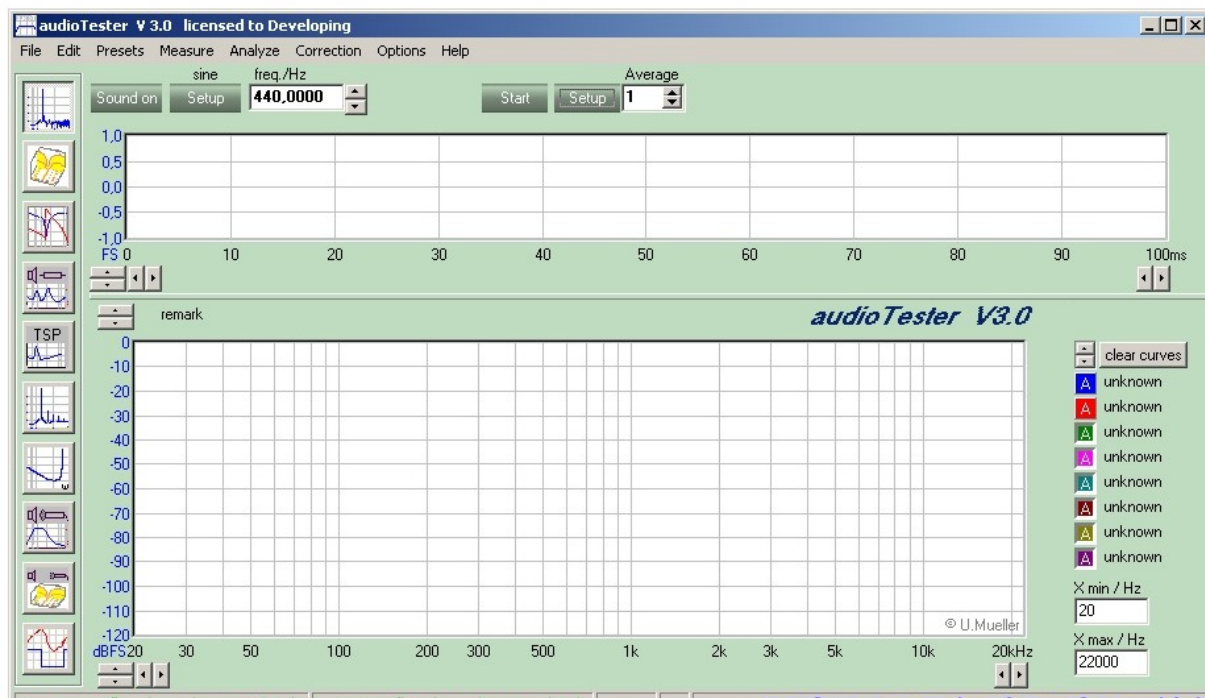 audioTester V 3.0 licensed to Developing
File Edit Presets Measure Analyze Correction Options Help
sine freq./Hz Average
Sound on Setup 440,0000 Start Setup 1
1,0
0,5
0,0
-0,5
-1,0
FS 0 10 20 30 40 50 60 70 80 90 100ms
remark audioTester V3.0
TSP
0
-10
-20
-30
-40
-50
-60
-70
-80
-90
-100
-110
-120
© U.Mueller
dBFS20 30 50 100 200 300 500 1k 2k 3k 5k 10k 20kHz
clear curves
A unknown
A unknown
A unknown
A unknown
A unknown
A unknown
A unknown
A unknown
X min / Hz
20
X max / Hz
22000